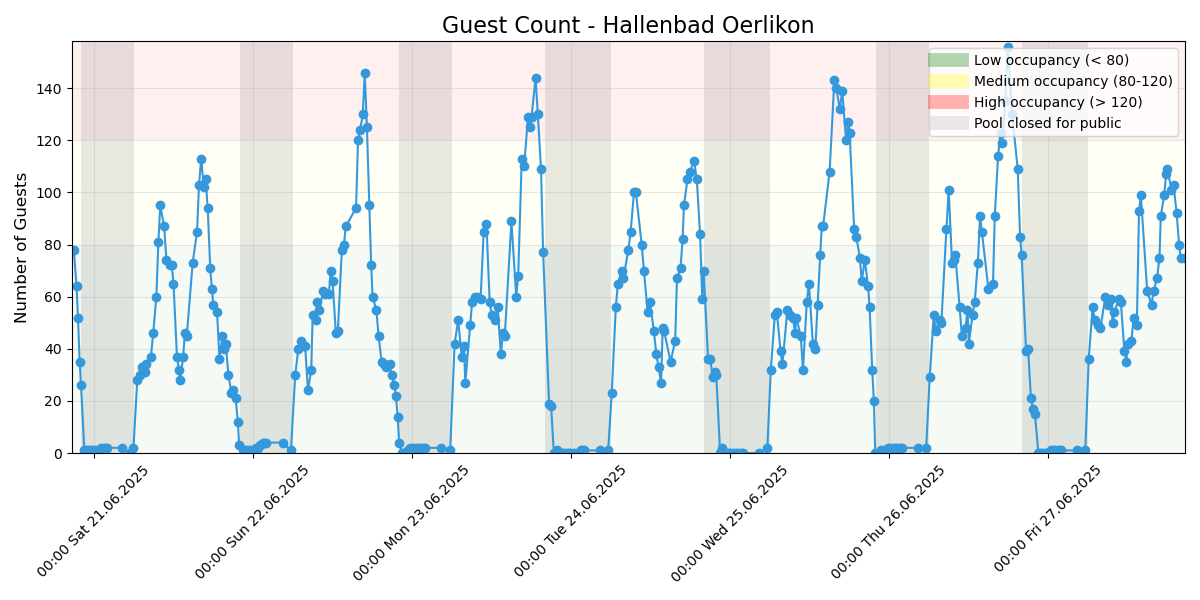 Guest Count - Hallenbad Oerlikon
Number of Guests
140
120
100
80
60
40
20
0
Low occupancy (< 80)
Medium occupancy (80-120)
High occupancy (> 120)
Pool closed for public
00:00 Sat 21.06.2025
00:00 Sun 22.06.2025
00:00 Mon 23.06.2025
00:00 Tue 24.06.2025
00:00 Wed 25.06.2025
00:00 Thu 26.06.2025
00:00 Fri 27.06.2025